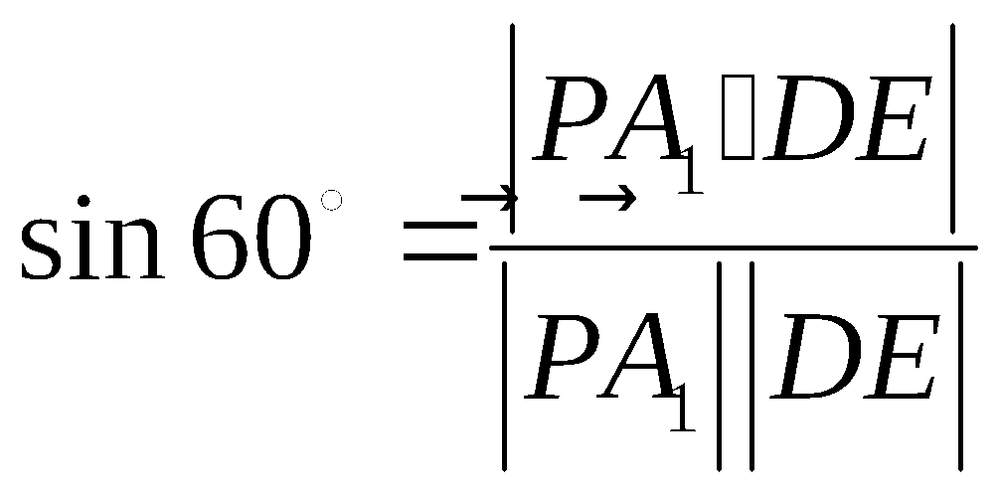 sin 60° = |PA₁ ▯ DE| / |PA₁||DE|
→ →